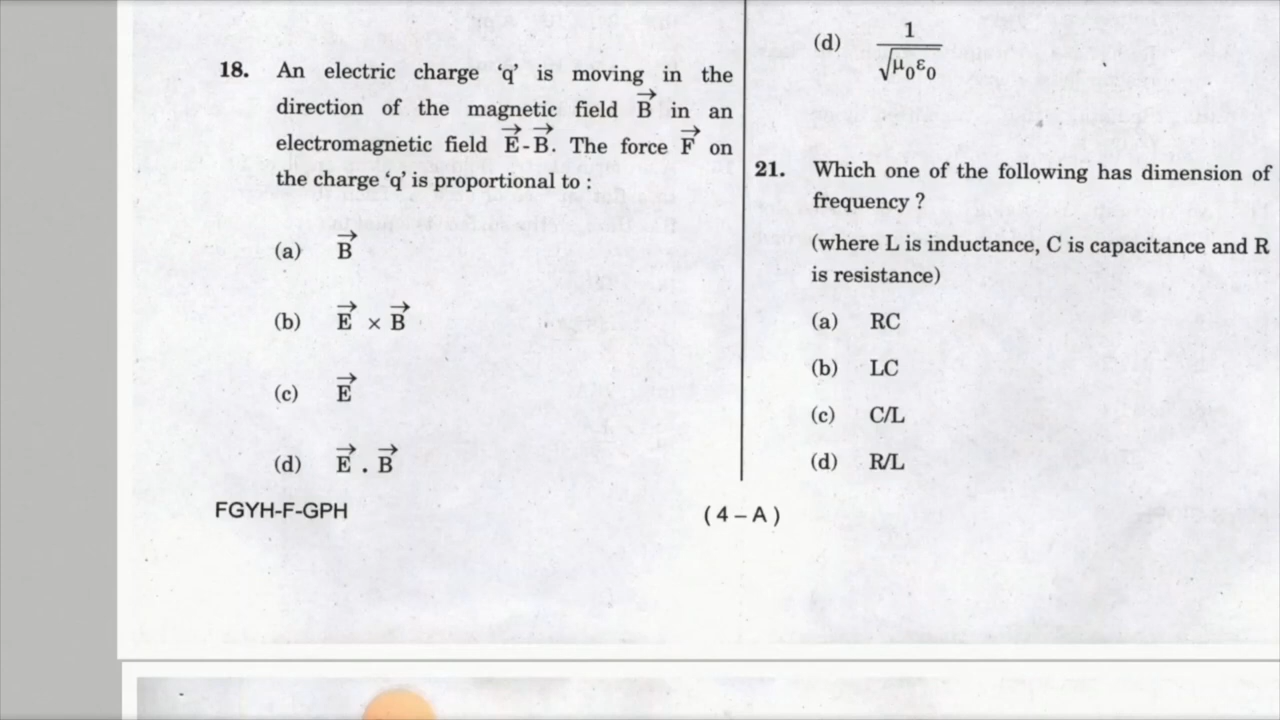 18. An electric charge ‘q’ is moving in the
direction of the magnetic field B⃗ in an
electromagnetic field E⃗-B⃗. The force F⃗ on
the charge ‘q’ is proportional to :
(a) B⃗
(b) E⃗ × B⃗
(c) E⃗
(d) E⃗ . B⃗
FGYH-F-GPH
(d) 1/√μ₀ε₀
21. Which one of the following has dimension of
frequency ?
(where L is inductance, C is capacitance and R
is resistance)
(a) RC
(b) LC
(c) C/L
(d) R/L
( 4 – A )